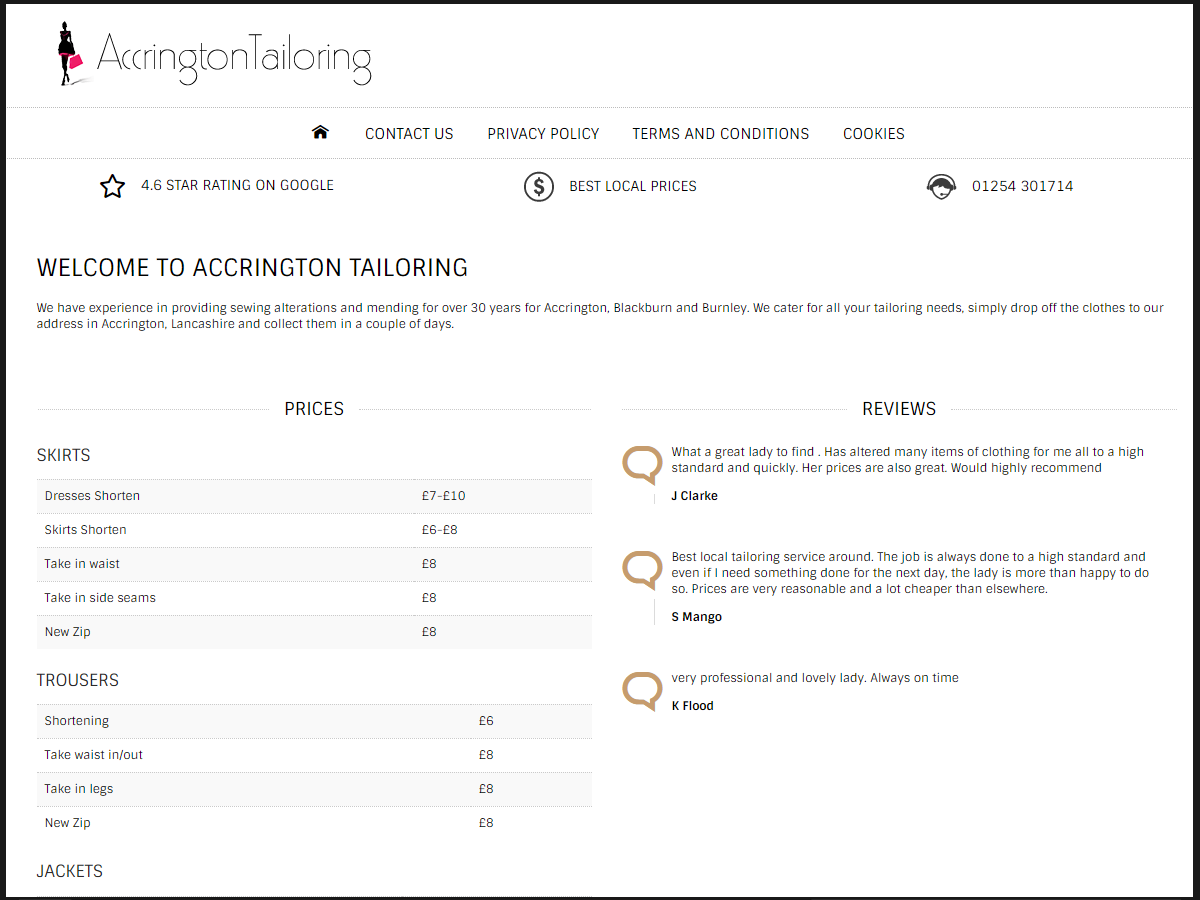 AccringtonTailoring
CONTACT US PRIVACY POLICY TERMS AND CONDITIONS COOKIES
4.6 STAR RATING ON GOOGLE BEST LOCAL PRICES 01254 301714
WELCOME TO ACCRINGTON TAILORING
We have experience in providing sewing alterations and mending for over 30 years for Accrington, Blackburn and Burnley. We cater for all your tailoring needs, simply drop off the clothes to our
address in Accrington, Lancashire and collect them in a couple of days.
PRICES
SKIRTS
Dresses Shorten £7-£10
Skirts Shorten £6-£8
Take in waist £8
Take in side seams £8
New Zip £8
TROUSERS
Shortening £6
Take waist in/out £8
Take in legs £8
New Zip £8
JACKETS
REVIEWS
What a great lady to find . Has altered many items of clothing for me all to a high
standard and quickly. Her prices are also great. Would highly recommend
J Clarke
Best local tailoring service around. The job is always done to a high standard and
even if I need something done for the next day, the lady is more than happy to do
so. Prices are very reasonable and a lot cheaper than elsewhere.
S Mango
very professional and lovely lady. Always on time
K Flood